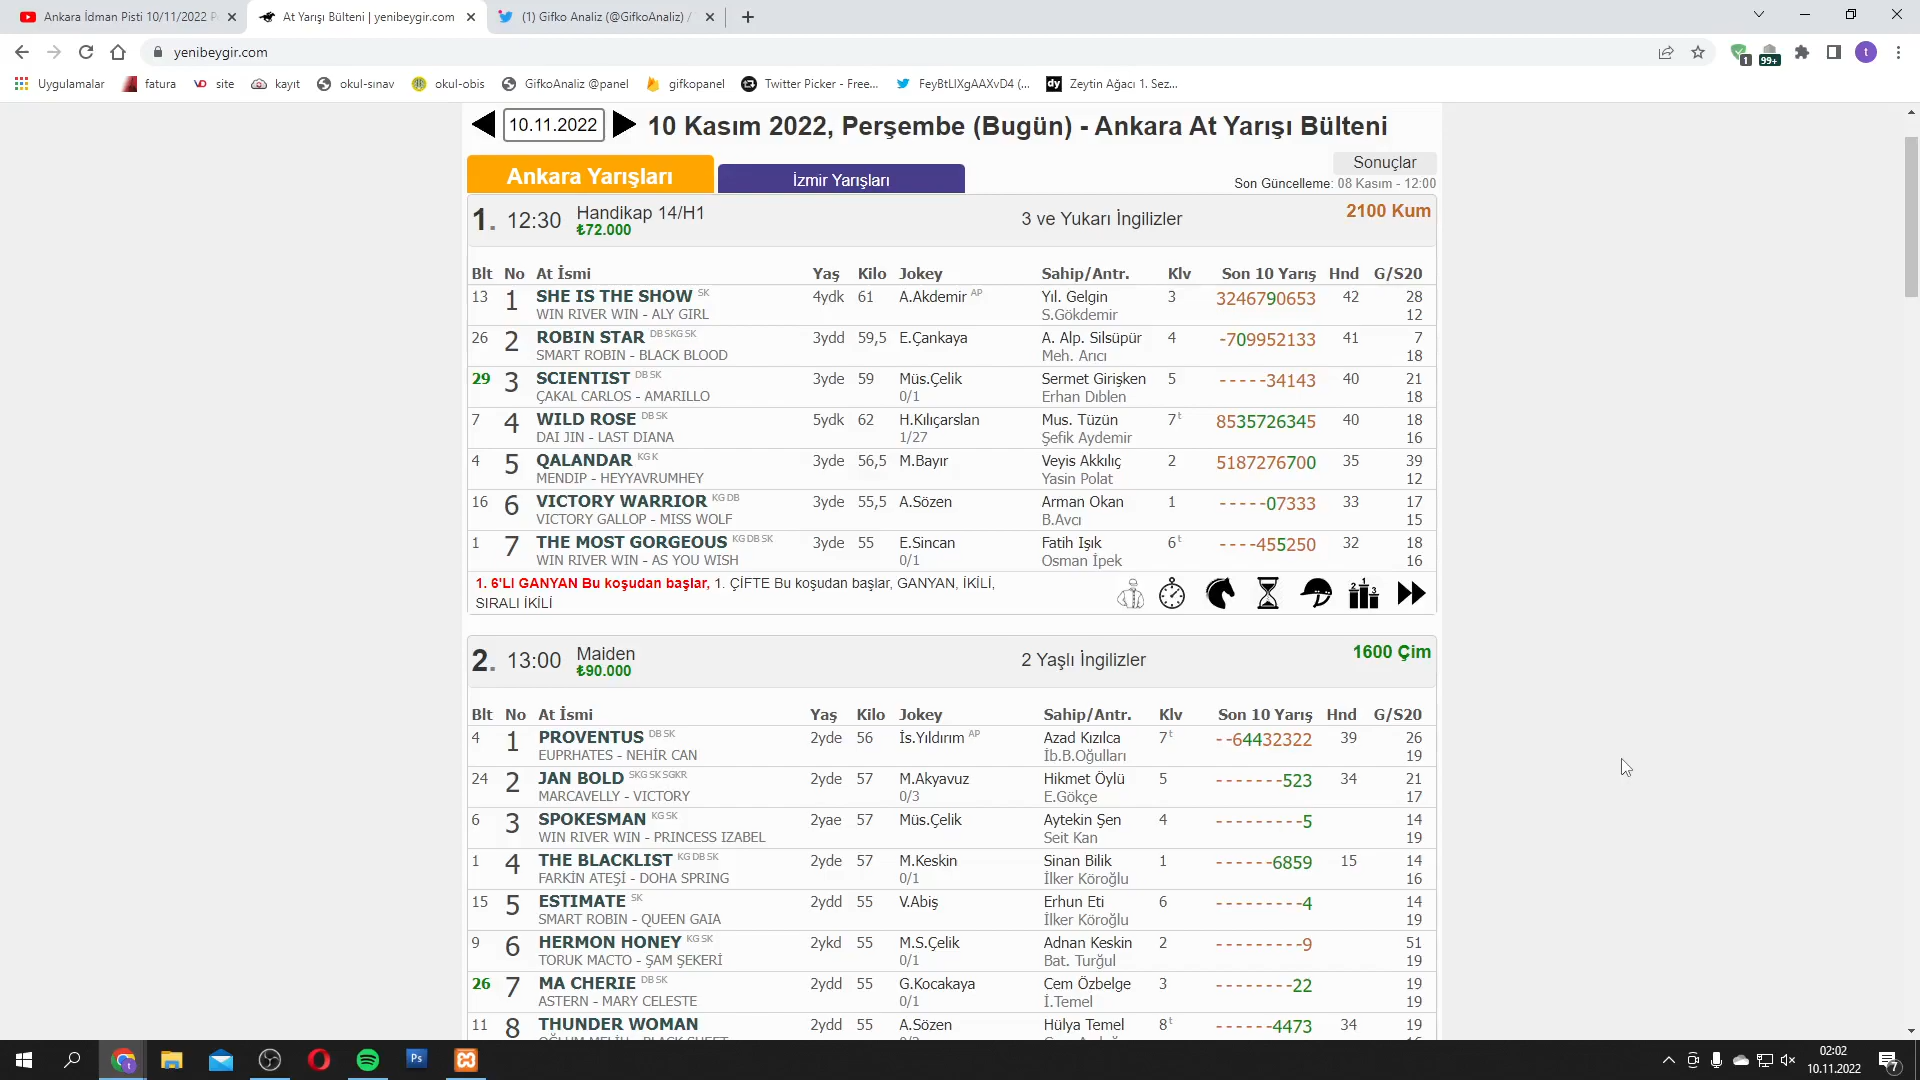 Ankara İdman Pisti 10/11/2022 P
At Yarışı Bülteni | yenibeygir.com
(1) Gifko Analiz (@GifkoAnaliz) /
yenibeygir.com
1
99+
t
Uygulamalar
fatura
VD site
kayıt
okul-sınav
okul-obis
GifkoAnaliz @panel
gifkopanel
Twitter Picker - Free...
FeyBtLIXgAAXvD4 (...
dy Zeytin Ağacı 1. Sez...
10.11.2022
10 Kasım 2022, Perşembe (Bugün) - Ankara At Yarışı Bülteni
Ankara Yarışları
İzmir Yarışları
Sonuçlar
Son Güncelleme: 08 Kasım - 12:00
1. 12:30 Handikap 14/H1 3 ve Yukarı İngilizler 2100 Kum
₺72.000
Blt No At İsmi Yaş Kilo Jokey Sahip/Antr. Klv Son 10 Yarış Hnd G/S20
13 1 SHE IS THE SHOW SK 4ydk 61 A.Akdemir AP Yıl. Gelgin 3 3246790653 42 28
WIN RIVER WIN - ALY GIRL S.Gökdemir 12
26 2 ROBIN STAR DB SKG SK 3ydd 59,5 E.Çankaya A. Alp. Silsüpür 4 -709952133 41 7
SMART ROBIN - BLACK BLOOD Meh. Arıcı 18
29 3 SCIENTIST DB SK 3yde 59 Müs.Çelik Sermet Girişken 5 -----34143 40 21
ÇAKAL CARLOS - AMARILLO 0/1 Erhan Dıblen 18
7 4 WILD ROSE DB SK 5ydk 62 H.Kılıçarslan Mus. Tüzün 7t 8535726345 40 18
DAI JIN - LAST DIANA 1/27 Şefik Aydemir 16
4 5 QALANDAR KG K 3yde 56,5 M.Bayır Veyis Akkılıç 2 5187276700 35 39
MENDIP - HEYYAVRUMHEY Yasin Polat 12
16 6 VICTORY WARRIOR KG DB 3yde 55,5 A.Sözen Arman Okan 1 -----07333 33 17
VICTORY GALLOP - MISS WOLF B.Avcı 15
1 7 THE MOST GORGEOUS KG DB SK 3yde 55 E.Sincan Fatih Işık 6t ----455250 32 18
WIN RIVER WIN - AS YOU WISH 0/1 Osman İpek 16
1. 6'LI GANYAN Bu koşudan başlar, 1. ÇİFTE Bu koşudan başlar, GANYAN, İKİLİ,
SIRALI İKİLİ
2. 13:00 Maiden 2 Yaşlı İngilizler 1600 Çim
₺90.000
Blt No At İsmi Yaş Kilo Jokey Sahip/Antr. Klv Son 10 Yarış Hnd G/S20
4 1 PROVENTUS DB SK 2yde 56 İs.Yıldırım AP Azad Kızılca 7t --64432322 39 26
EUPRHATES - NEHİR CAN İb.B.Oğulları 19
24 2 JAN BOLD SKG SK SGKR 2yde 57 M.Akyavuz Hikmet Öylü 5 -------523 34 21
MARCAVELLY - VICTORY 0/3 E.Gökçe 17
6 3 SPOKESMAN KG SK 2yae 57 Müs.Çelik Aytekin Şen 4 ---------5 14
WIN RIVER WIN - PRINCESS IZABEL Seit Kan 19
1 4 THE BLACKLIST KG DB SK 2yde 57 M.Keskin Sinan Bilik 1 ------6859 15 14
FARKİN ATEŞİ - DOHA SPRING 0/1 İlker Köroğlu 16
15 5 ESTIMATE SK 2ydd 55 V.Abiş Erhun Eti 6 ---------4 14
SMART ROBIN - QUEEN GAIA İlker Köroğlu 19
9 6 HERMON HONEY KG SK 2ykd 55 M.S.Çelik Adnan Keskin 2 ---------9 51
TORUK MACTO - ŞAM ŞEKERİ 0/1 Bat. Turğul 19
26 7 MA CHERIE DB SK 2ydd 55 G.Kocakaya Cem Özbelge 3 --------22 19
ASTERN - MARY CELESTE 0/1 İ.Temel 19
11 8 THUNDER WOMAN 2ydd 55 A.Sözen Hülya Temel 8t ------4473 34 19
02:02
10.11.2022
7